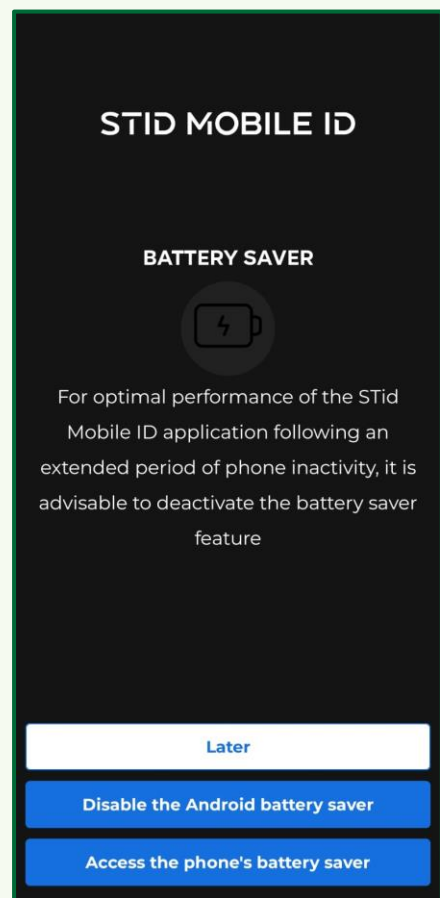 STID MOBILE ID
BATTERY SAVER
For optimal performance of the STid
Mobile ID application following an
extended period of phone inactivity, it is
advisable to deactivate the battery saver
feature
Later
Disable the Android battery saver
Access the phone's battery saver